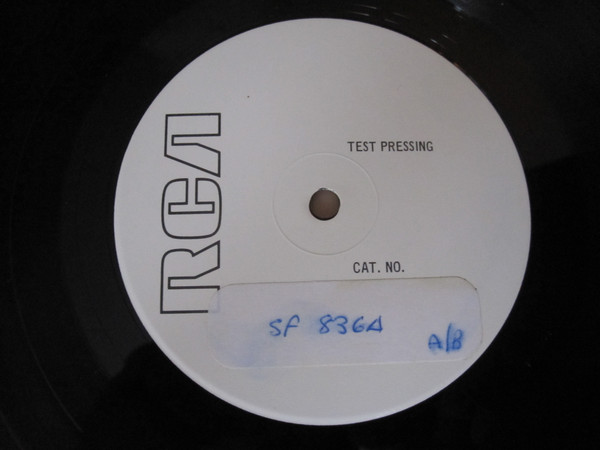 RCA
TEST PRESSING
CAT. NO.
SF 8364
A/B